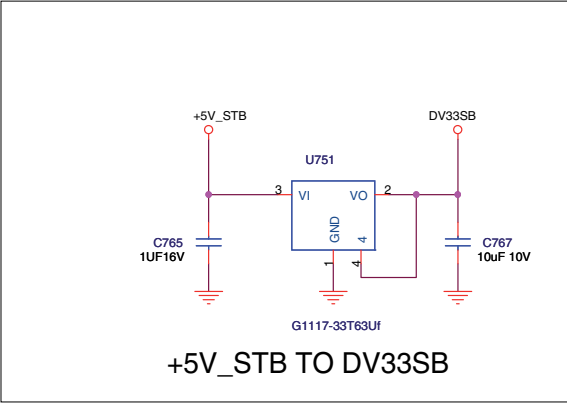 +5V_STB
DV33SB
U751
3
VI
VO
2
GND
4
C765
1UF16V
C767
10uF 10V
1
4
G1117-33T63Uf
+5V_STB TO DV33SB